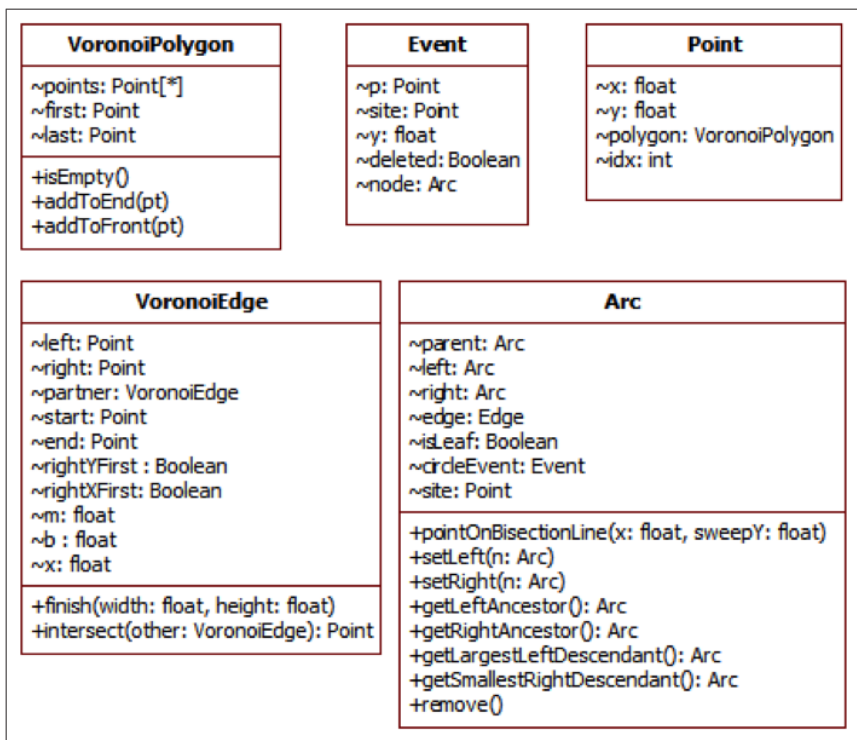 VoronoiPolygon
~points: Point[*]
~first: Point
~last: Point
+isEmpty()
+addToEnd(pt)
+addToFront(pt)
Event
~p: Point
~site: Point
~y: float
~deleted: Boolean
~node: Arc
Point
~x: float
~y: float
~polygon: VoronoiPolygon
~idx: int
VoronoiEdge
~left: Point
~right: Point
~partner: VoronoiEdge
~start: Point
~end: Point
~rightYFirst : Boolean
~rightXFirst: Boolean
~m: float
~b : float
~x: float
+finish(width: float, height: float)
+intersect(other: VoronoiEdge): Point
Arc
~parent: Arc
~left: Arc
~right: Arc
~edge: Edge
~isLeaf: Boolean
~circleEvent: Event
~site: Point
+pointOnBisectionLine(x: float, sweepY: float)
+setLeft(n: Arc)
+setRight(n: Arc)
+getLeftAncestor(): Arc
+getRightAncestor(): Arc
+getLargestLeftDescendant(): Arc
+getSmallestRightDescendant(): Arc
+remove()